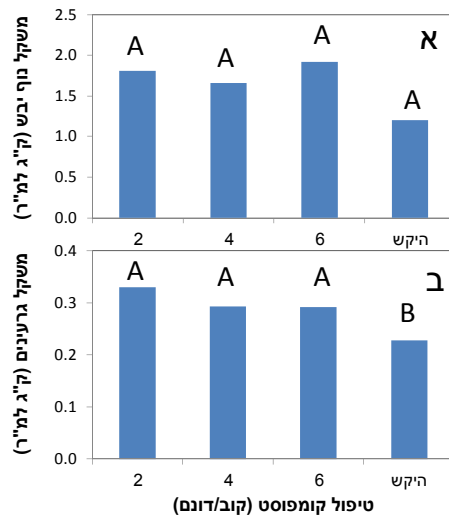 משקל נוף יבש (ק"ג למ"ר)
2.5
2.0
1.5
1.0
0.5
0.0
א
A
A
A
A
2 4 6 היקש
משקל גרעינים (ק"ג למ"ר)
0.4
0.3
0.2
0.1
0.0
ב
A
A
A
B
2 4 6 היקש
טיפול קומפוסט (קוב/דונם)